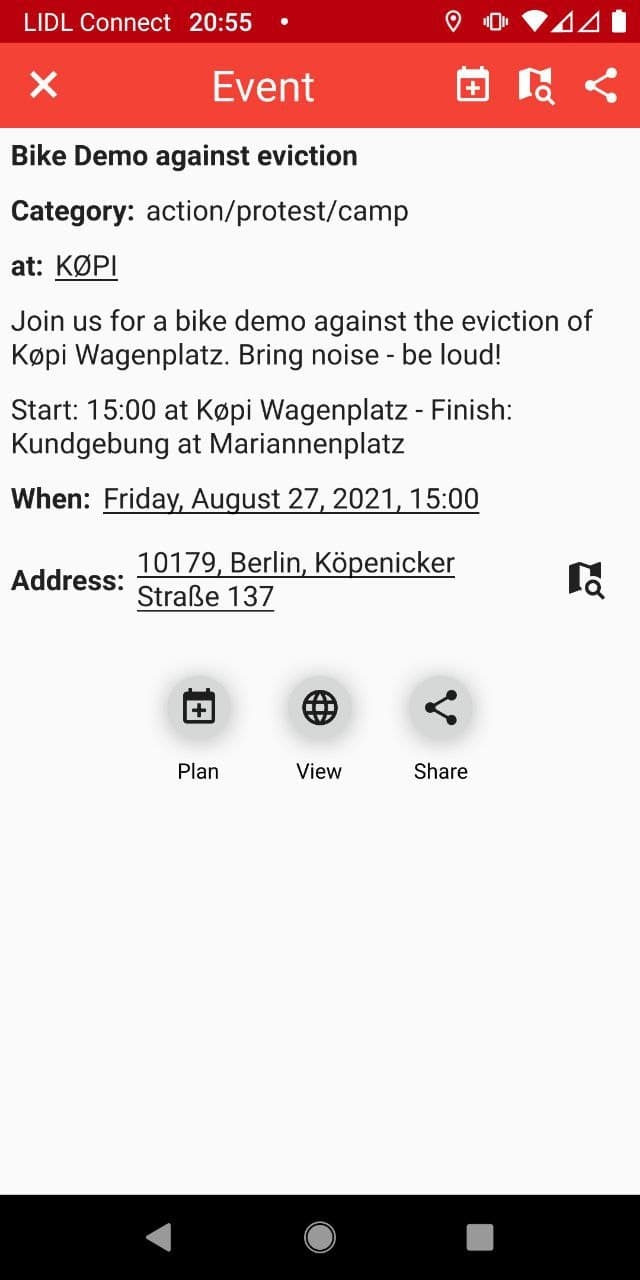 LIDL Connect 20:55
Event
Bike Demo against eviction
Category: action/protest/camp
at: KØPI
Join us for a bike demo against the eviction of
Køpi Wagenplatz. Bring noise - be loud!
Start: 15:00 at Køpi Wagenplatz - Finish:
Kundgebung at Mariannenplatz
When: Friday, August 27, 2021, 15:00
Address: 10179, Berlin, Köpenicker
Straße 137
Plan View Share